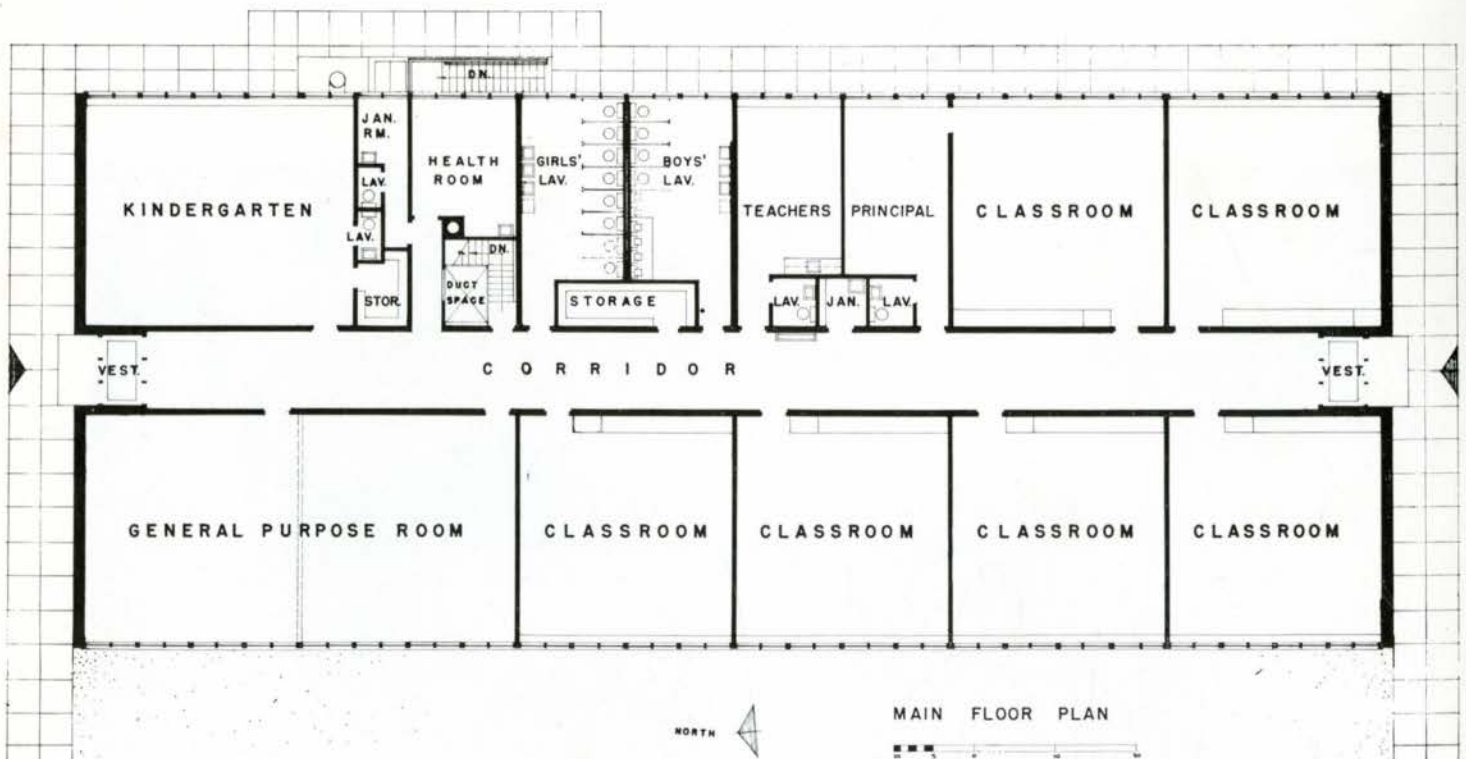 DN.
JAN.
RM.
HEALTH
ROOM
GIRLS'
LAV.
BOYS'
LAV.
LAV.
KINDERGARTEN
TEACHERS
PRINCIPAL
CLASSROOM
CLASSROOM
LAV.
DN.
DUCT
SPACE
STOR.
STORAGE
LAV.
JAN.
LAV.
VEST.
CORRIDOR
VEST.
GENERAL PURPOSE ROOM
CLASSROOM
CLASSROOM
CLASSROOM
CLASSROOM
NORTH
MAIN FLOOR PLAN